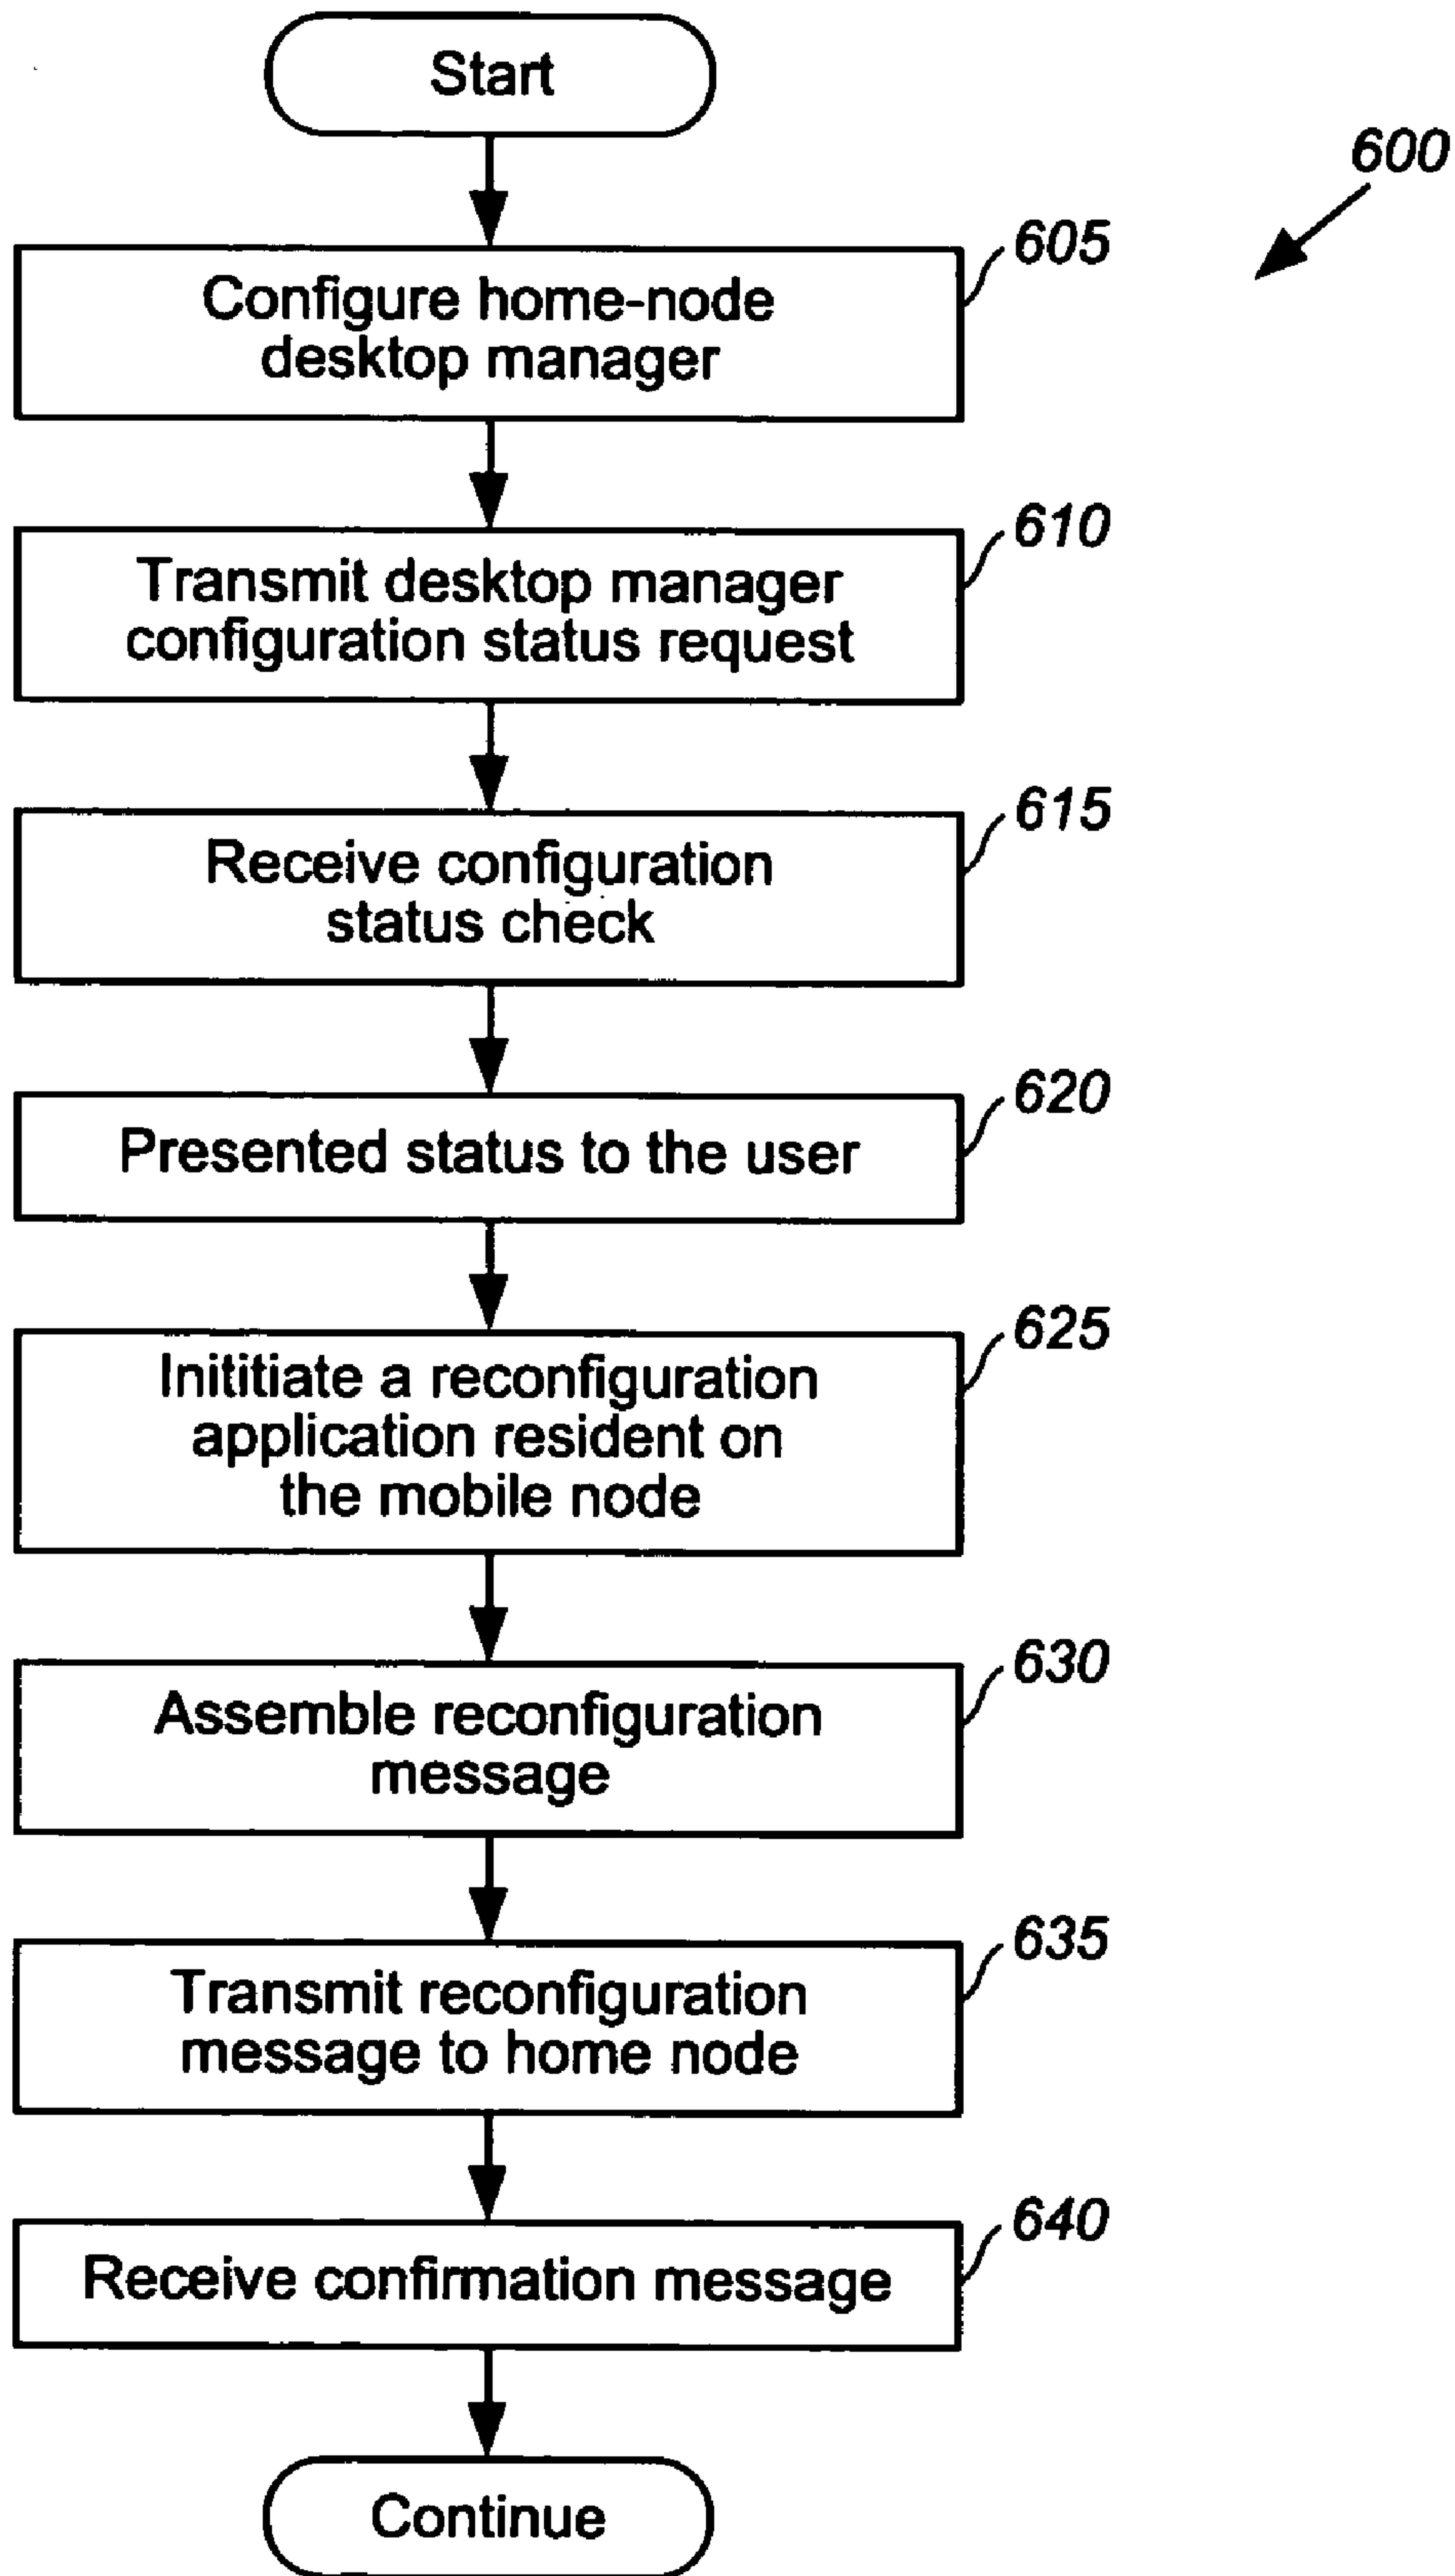 Start
600
605
Configure home-node
desktop manager
610
Transmit desktop manager
configuration status request
615
Receive configuration
status check
620
Presented status to the user
625
Inititiate a reconfiguration
application resident on
the mobile node
630
Assemble reconfiguration
message
635
Transmit reconfiguration
message to home node
640
Receive confirmation message
Continue